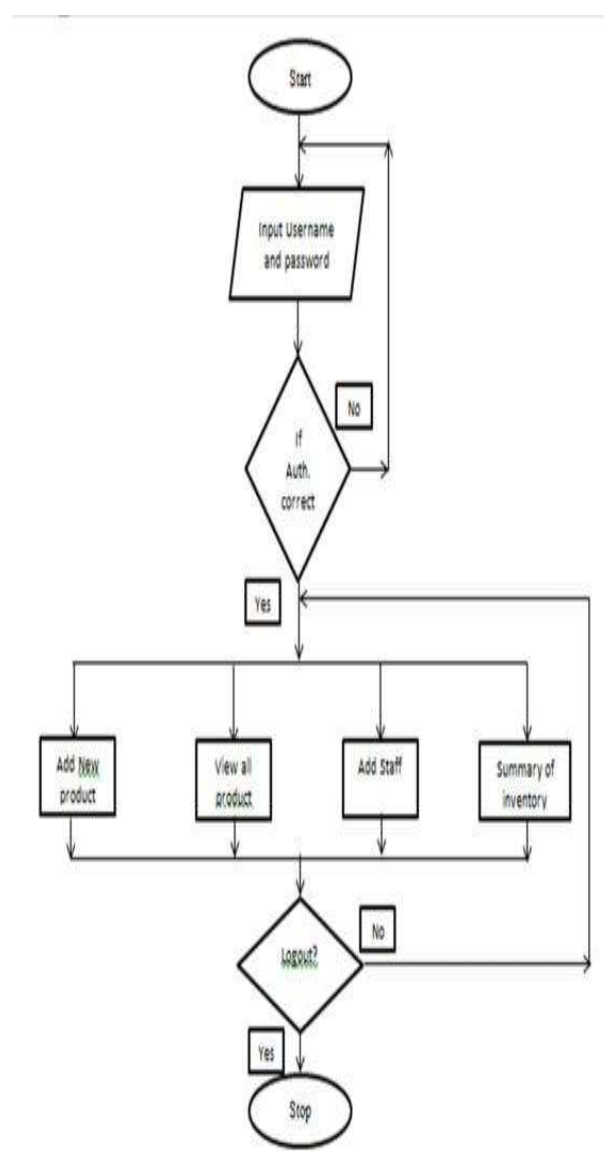 Start
Input Username
and password
No
If
Auth.
correct
Yes
Add New
product
View all
product
Add Staff
Summary of
inventory
No
Logout?
Yes
Stop